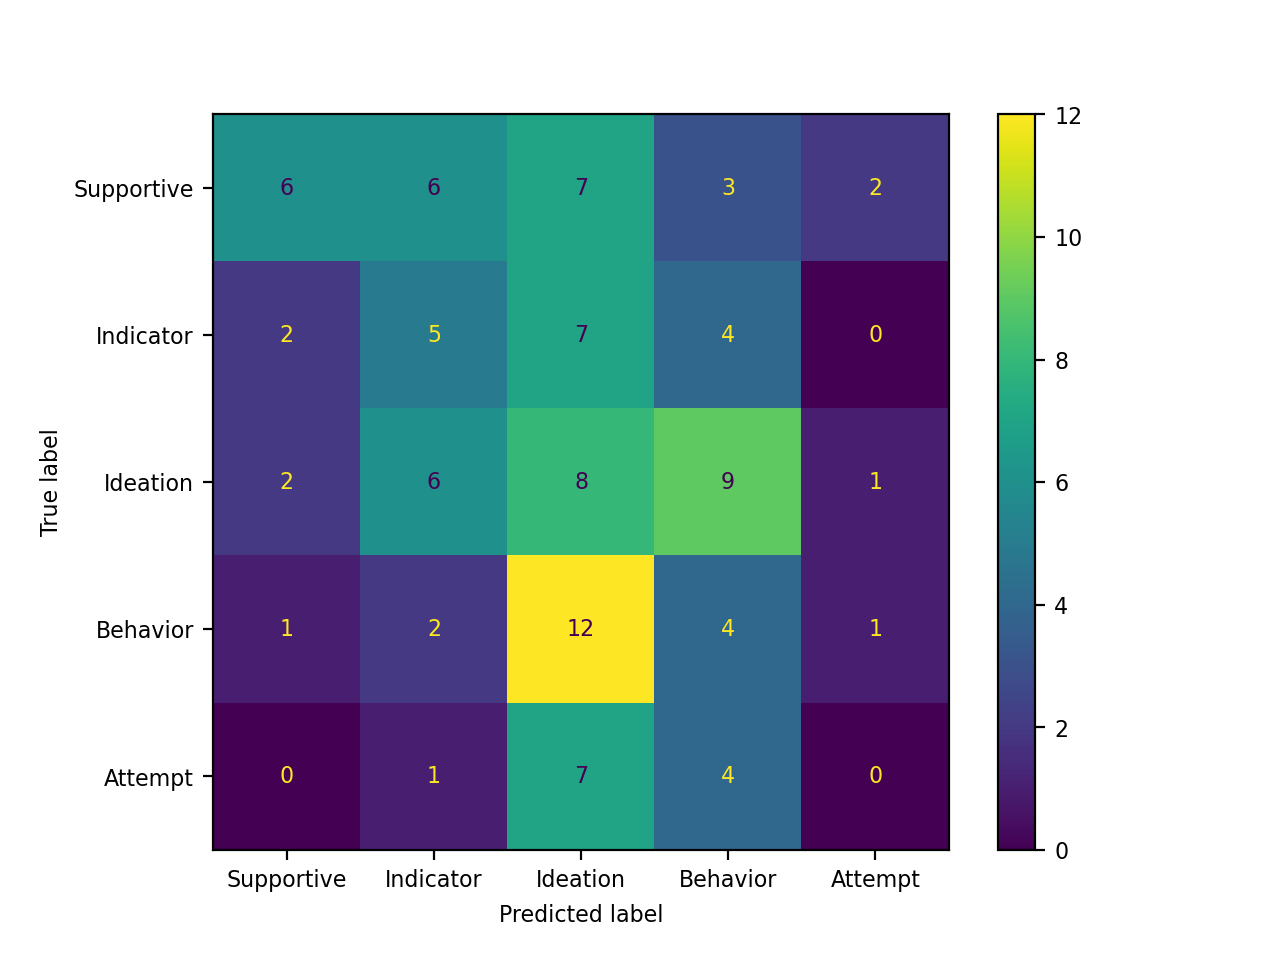 Supportive 6 6 7 3 2
Indicator 2 5 7 4 0
Ideation 2 6 8 9 1
Behavior 1 2 12 4 1
Attempt 0 1 7 4 0
True label
Supportive Indicator Ideation Behavior Attempt
Predicted label
12
10
8
6
4
2
0